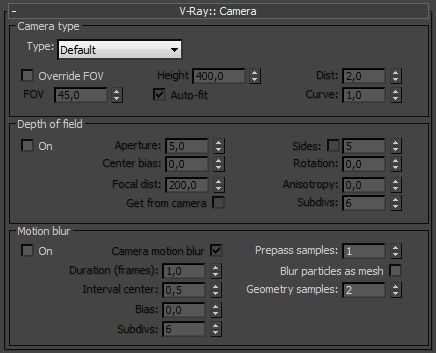 - V-Ray:: Camera
Camera type
Type: Default
Override FOV Height 400,0 Dist: 2,0
FOV 45,0 Auto-fit Curve: 1,0
Depth of field
On Aperture: 5,0 Sides: 5
Center bias: 0,0 Rotation: 0,0
Focal dist: 200,0 Anisotropy: 0,0
Get from camera Subdivs: 6
Motion blur
On Camera motion blur Prepass samples: 1
Duration (frames): 1,0 Blur particles as mesh
Interval center: 0,5 Geometry samples: 2
Bias: 0,0
Subdivs: 6